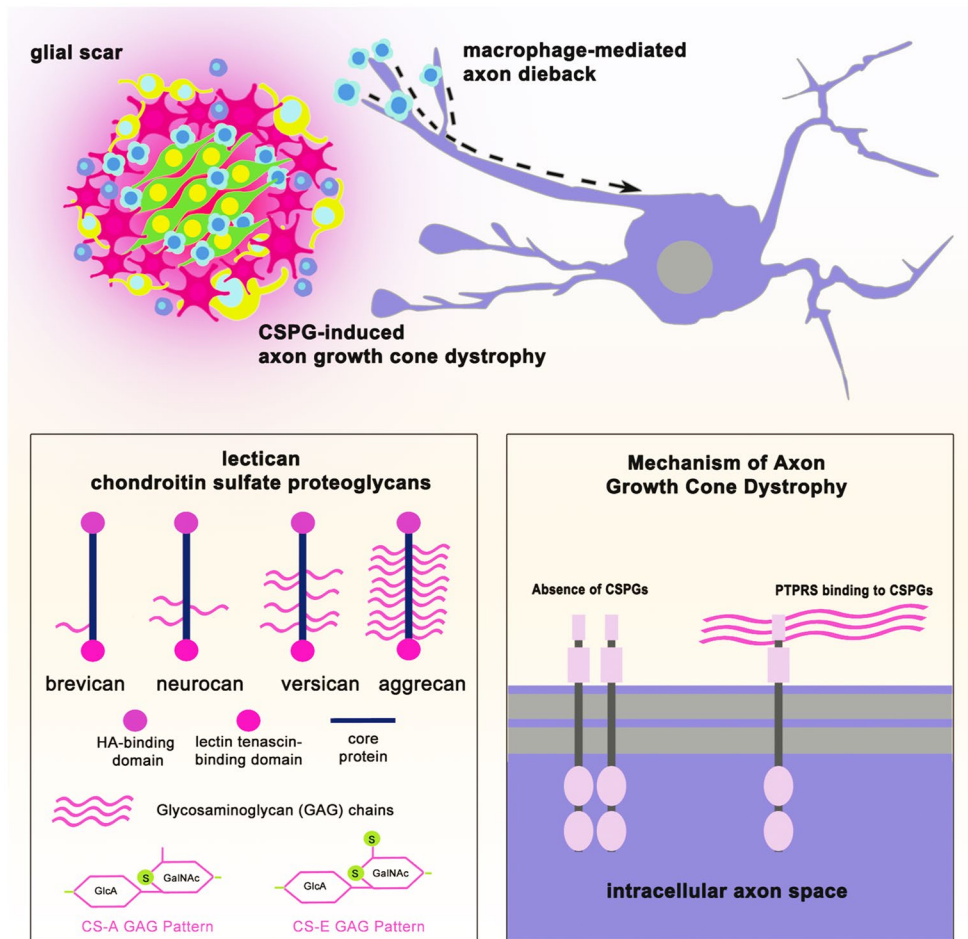 glial scar
macrophage-mediated
axon dieback
CSPG-induced
axon growth cone dystrophy
lectican
chondroitin sulfate proteoglycans
brevican
neurocan
versican
aggrecan
HA-binding
domain
lectin tenascin-
binding domain
core
protein
Glycosaminoglycan (GAG) chains
GlcA
S
GalNAc
CS-A GAG Pattern
S
GlcA
S
GalNAc
CS-E GAG Pattern
Mechanism of Axon
Growth Cone Dystrophy
Absence of CSPGs
PTPRS binding to CSPGs
intracellular axon space